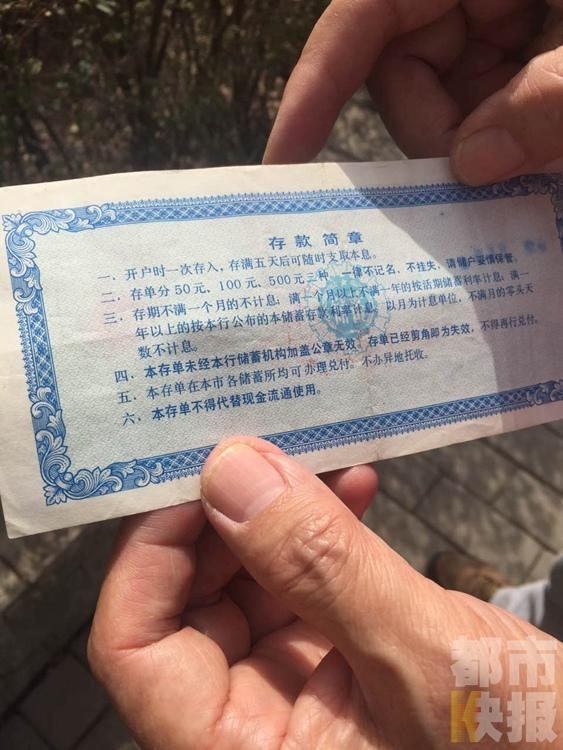 存款简章
一．开户时一次存入，存满五天后可随时支取本息。
二．存单分50元、100元、500元三种，一律不记名、不挂失，请储户妥慎保管。
三．存期不满一个月的不计息；满一个月以上不满一年的按活期储蓄利率计息；满一
年以上的按本行公布的本储蓄存款利率计息；以月为计息单位，不满月的零头天
数不计息。
四．本存单未经本行储蓄机构加盖公章无效；存单已经剪角即为失效，不得再行兑付。
五．本存单在本市各储蓄所均可办理兑付。不办异地托收。
六．本存单不得代替现金流通使用。
都市
快报